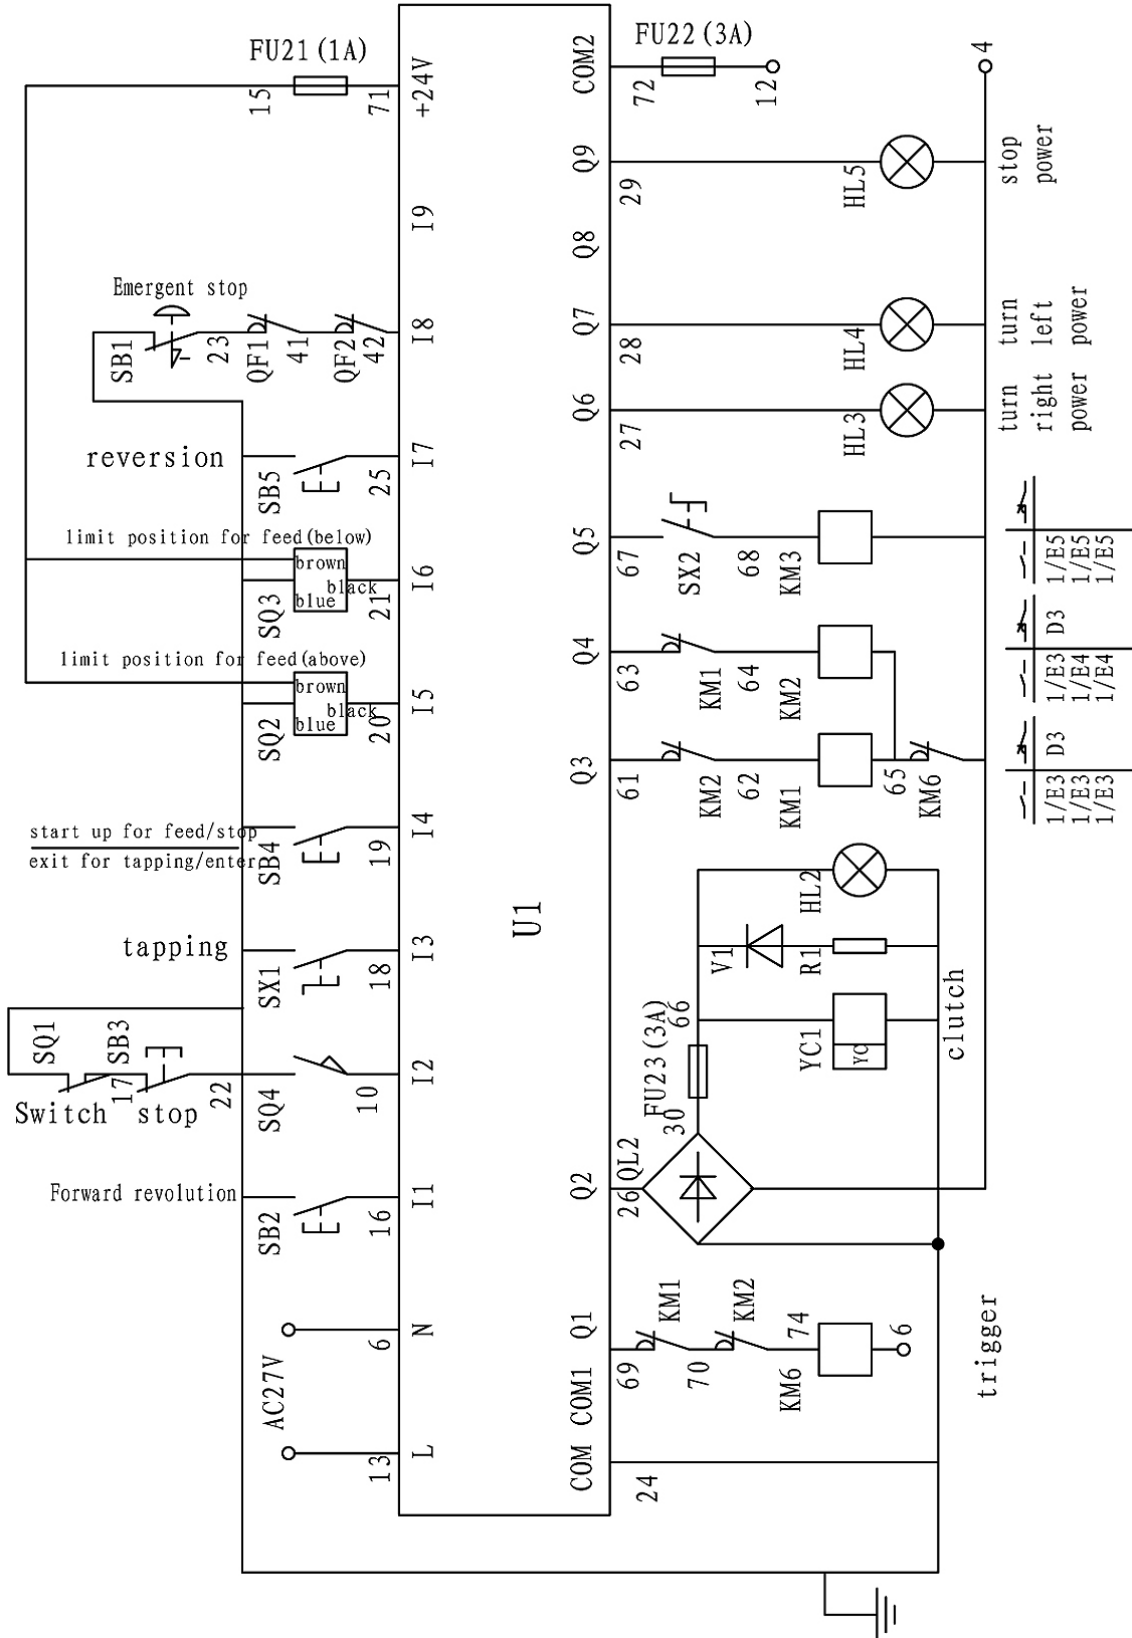 FU21(1A)
15
71
+24V
I9
Emergent stop
SB1
23
QF1
41
QF2
42
I8
reversion
SB5
25
I7
limit position for feed(below)
brown
black
blue
SQ3
21
I6
limit position for feed(above)
brown
black
blue
SQ2
20
I5
start up for feed/stop
exit for tapping/enter
SB4
19
I4
tapping
SX1
18
I3
SQ1
SB3
17
Switch
stop
22
SQ4
10
I2
Forward revolution
SB2
16
I1
6
N
AC27V
13
L
U1
FU22(3A)
COM2
72
12
4
Q9
29
HL5
stop
power
Q8
Q7
28
HL4
turn
left
power
Q6
27
HL3
turn
right
power
Q5
67
SX2
68
KM3
1/E5
1/E5
1/E5
Q4
63
KM1
64
KM2
D3
1/E3
1/E4
1/E4
Q3
61
KM2
62
KM1
65
KM6
D3
1/E3
1/E3
1/E3
HL2
V1
R1
FU23(3A)
66
YC1
YC
clutch
30
QL2
Q2
26
Q1
COM1
69
KM1
70
KM2
74
KM6
6
trigger
COM
24